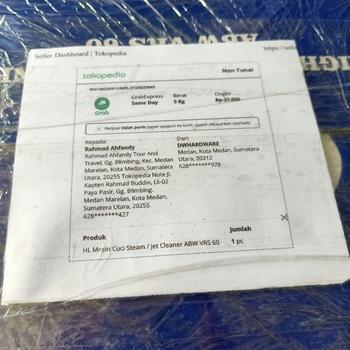 Seller Dashboard | Tokopedia
tokopedia
Non Tunai
GrabExpress
Same Day
Berat
5 Kg
Ongkir
Rp 27.000
Grab
Penjual tidak perlu bayar apapun ke kurir, sudah dibayarkan otomatis
Kepada:
Rahmad Ahfandy
Rahmad Ahfandy Tour And
Travel, Gg. Blimbing, Kec. Medan
Marelan, Kota Medan, Sumatera
Utara, 20255 Tokopedia Note Jl.
Kapten Rahmad Buddin, Lk-02
Paya Pasir, Gg. Blimbing.
Medan Marelan, Kota Medan,
Sumatera Utara, 20255
628*******427
Dari:
DWHARDWARE
Medan, Kota Medan, Sumatera
Utara, 20212
628*******978
Produk
Jumlah
HL Mesin Cuci Steam / Jet Cleaner ABW VRS 60
1 pc